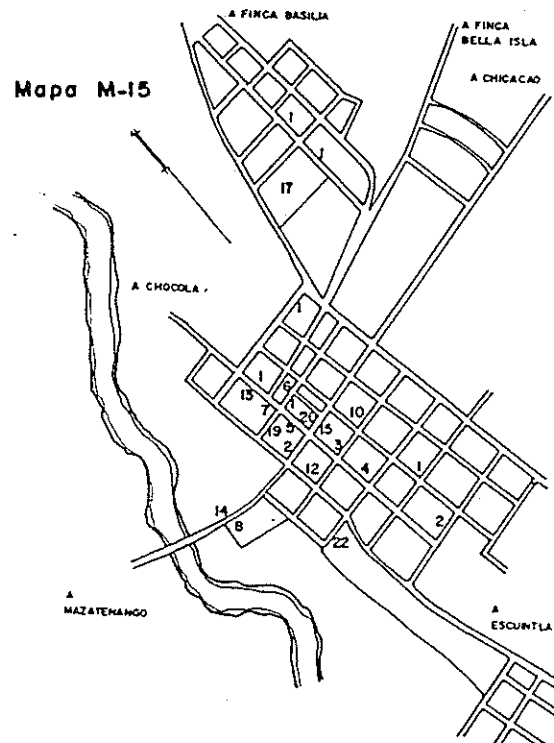 A FINCA BASILIA
A FINCA
BELLA ISLA
A CHICACAO
Mapa M-15
1
1
17
A CHOCOLA
1
1
6
13
7
1
20
10
19
5
15
2
3
12
4
1
14
8
2
22
A
MAZATENANGO
A
ESCUINTLA